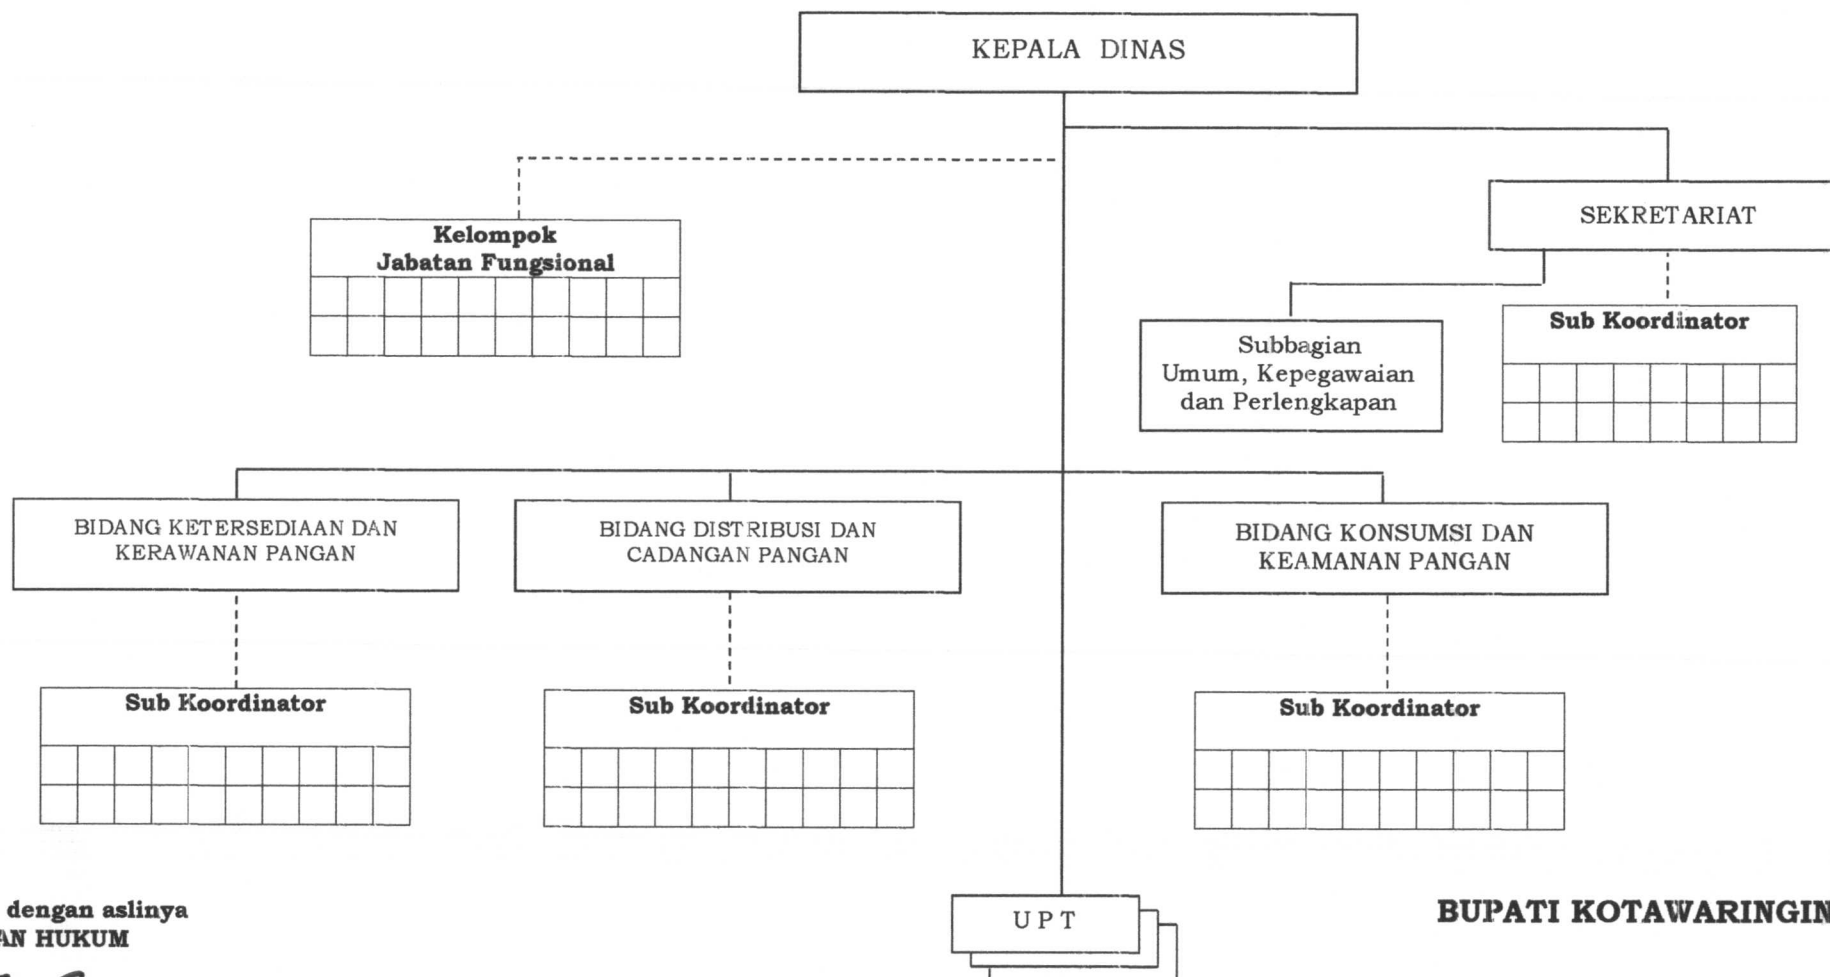 KEPALA DINAS
SEKRETARIAT
Kelompok
Jabatan Fungsional
Subbagian
Umum, Kepegawaian
dan Perlengkapan
Sub Koordinator
BIDANG KETERSEDIAAN DAN
KERAWANAN PANGAN
BIDANG DISTRIBUSI DAN
CADANGAN PANGAN
BIDANG KONSUMSI DAN
KEAMANAN PANGAN
Sub Koordinator
Sub Koordinator
Sub Koordinator
UPT
dengan aslinya
AN HUKUM
BUPATI KOTAWARINGIN